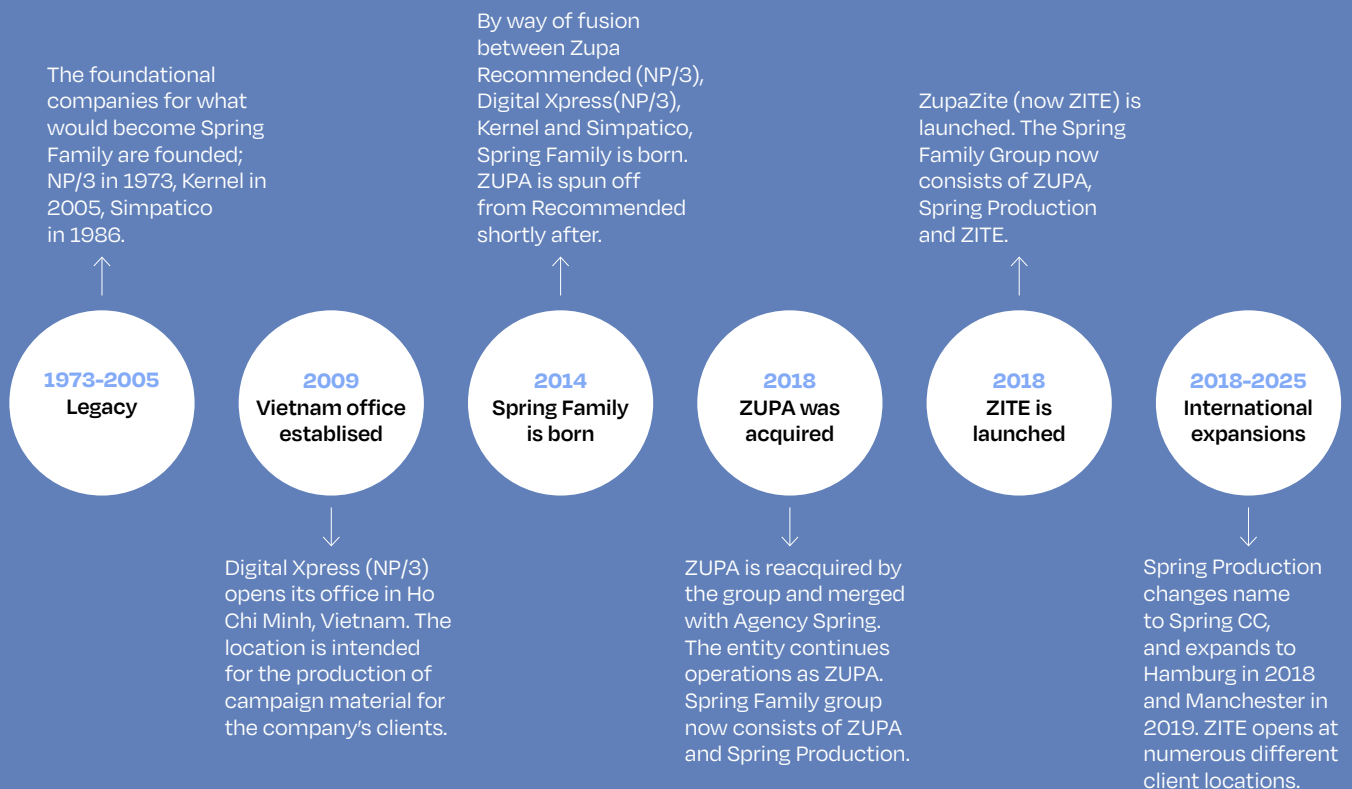 The foundational
companies for what
would become Spring
Family are founded;
NP/3 in 1973, Kernel in
2005, Simpatico
in 1986.
1973-2005
Legacy
2009
Vietnam office
establised
Digital Xpress (NP/3)
opens its office in Ho
Chi Minh, Vietnam. The
location is intended
for the production of
campaign material for
the company's clients.
By way of fusion
between Zupa
Recommended (NP/3),
Digital Xpress(NP/3),
Kernel and Simpatico,
Spring Family is born.
ZUPA is spun off
from Recommended
shortly after.
2014
Spring Family
is born
2018
ZUPA was
acquired
ZUPA is reacquired by
the group and merged
with Agency Spring.
The entity continues
operations as ZUPA.
Spring Family group
now consists of ZUPA
and Spring Production.
ZupaZite (now ZITE) is
launched. The Spring
Family Group now
consists of ZUPA,
Spring Production
and ZITE.
2018
ZITE is
launched
2018-2025
International
expansions
Spring Production
changes name
to Spring CC,
and expands to
Hamburg in 2018
and Manchester in
2019. ZITE opens at
numerous different
client locations.